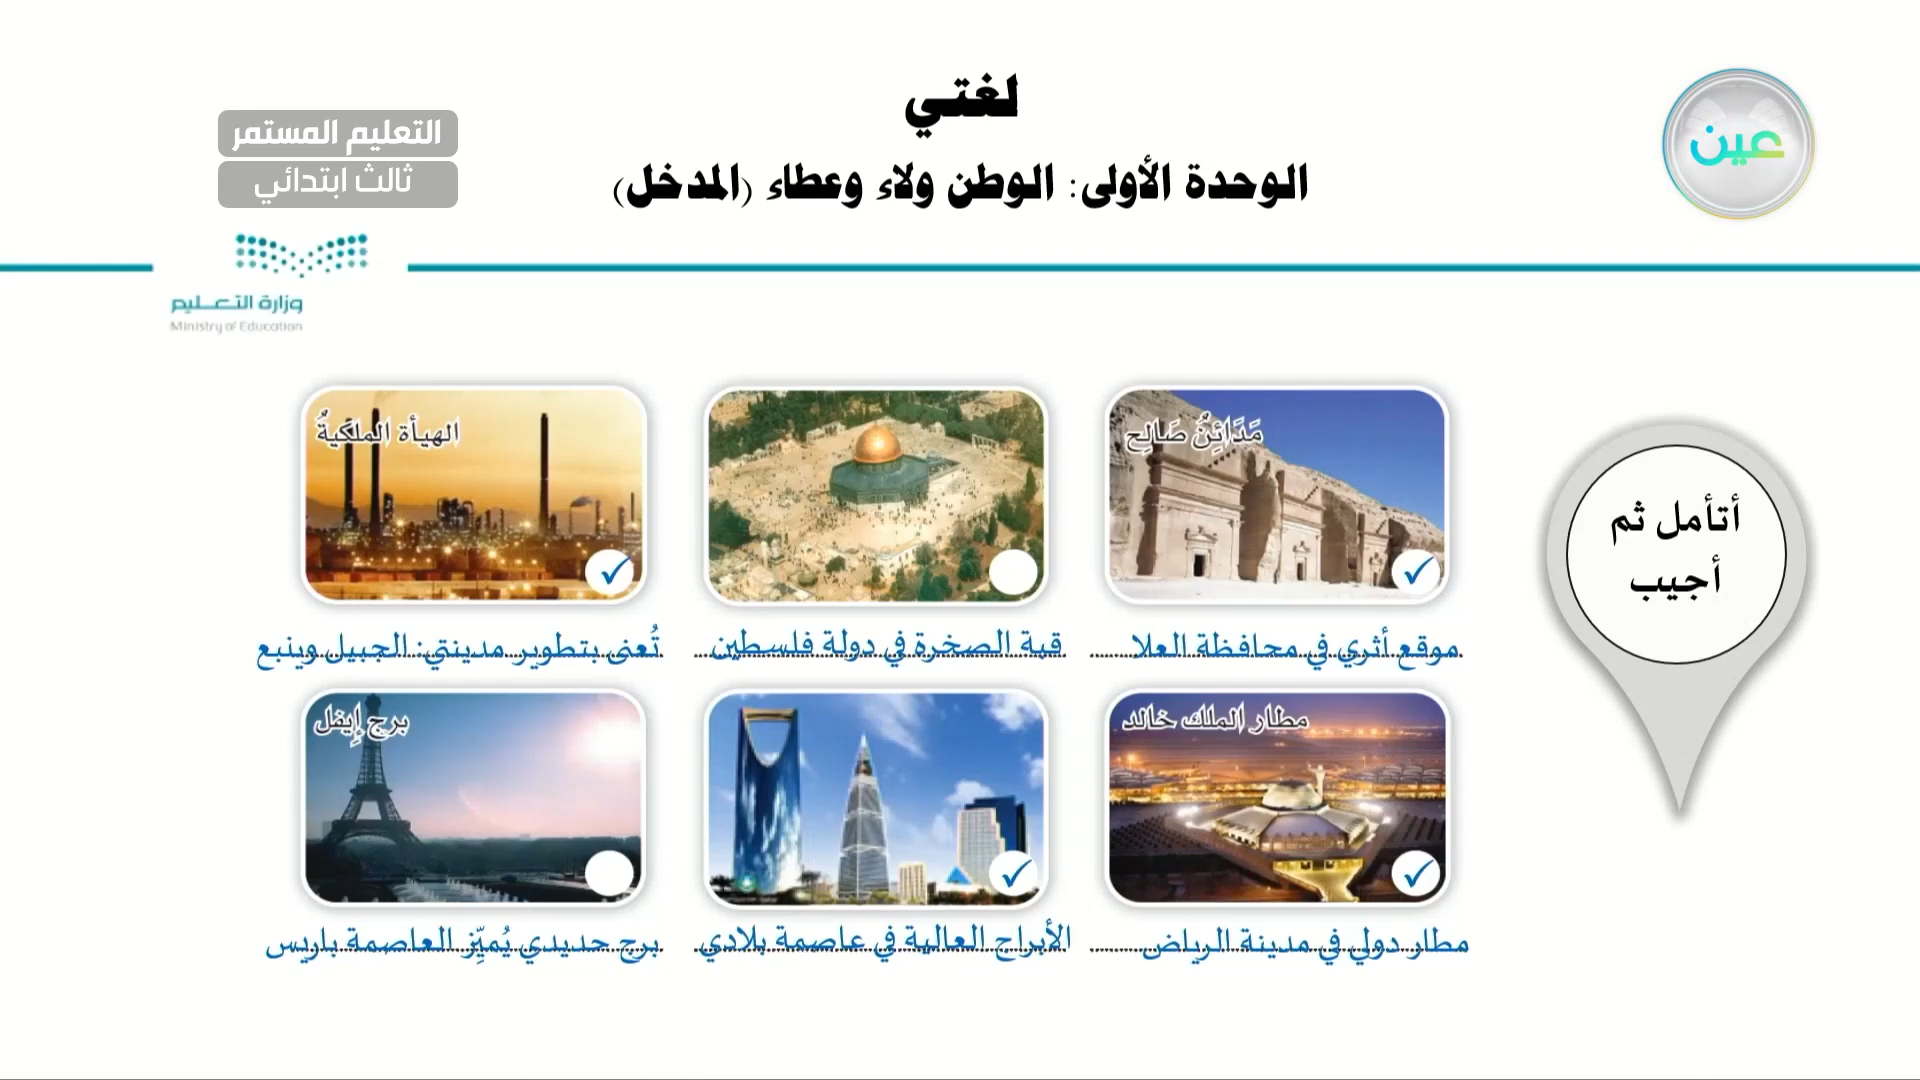 لغتي
الوحدة الأولى: الوطن ولاء وعطاء (المدخل)
عين
التعليم المستمر
ثالث ابتدائي
وزارة التعليم
Ministry of Education
أتأمل ثم
أجيب
مَدَائِنُ صَالِح
الهيأة الملكيةُ
موقع أثري في محافظة العلا
قبة الصخرة في دولة فلسطين
تُعنى بتطوير مدينتي: الجبيل وينبع
مطار الملك خالد
برج إِيفل
مطار دولي في مدينة الرياض
الأبراج العالية في عاصمة بلادي
برج حديدي يُميِّز العاصمة باريس